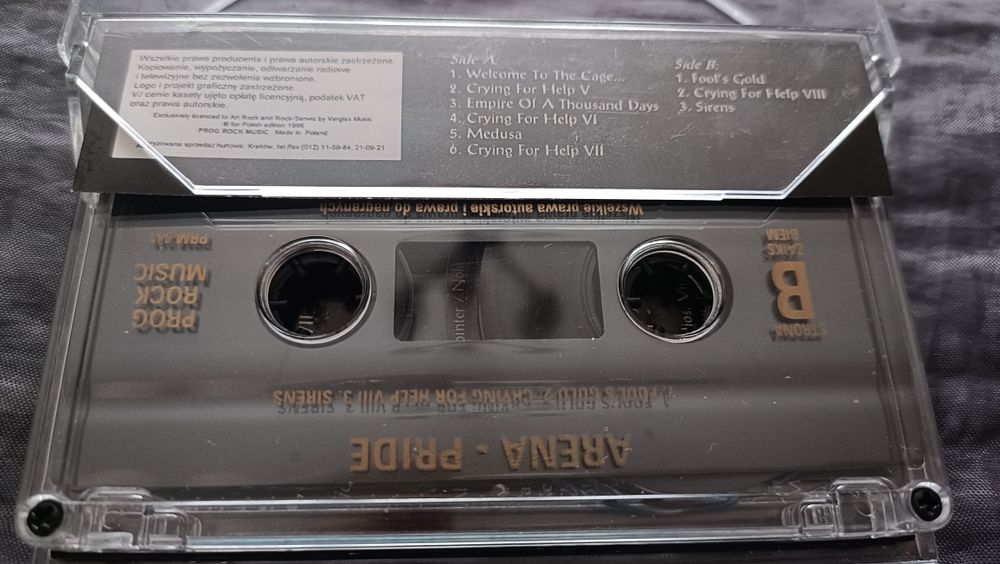 Wszelkie prawa producenta i prawa autorskie zastrzeżone.
Kopiowanie, wypożyczanie, odtwarzanie radiowe
i telewizyjne bez zezwolenia wzbronione.
Logo i projekt graficzny zastrzeżone.
W cenie kasety ujęto opłatę licencyjną, podatek VAT
oraz prawa autorskie.
Exclusively licenced to Art Rock and Rock-Serwis by Verglas Music
© for Polish edition 1996
PROG ROCK MUSIC Made in Poland
sprzedaż hurtowa: Kraków, tel./fax (012) 11-59-84, 21-09-21
Side A:
1. Welcome To The Cage...
2. Crying For Help V
3. Empire Of A Thousand Days
4. Crying For Help VI
5. Medusa
6. Crying For Help VII
Side B:
1. Fool's Gold
2. Crying For Help VIII
3. Sirens
ARENA - PRIDE
1. FOOL'S GOLD 2. CRYING FOR HELP VIII 3. SIRENS
STRONA
B
ZAIKS
BIEM
PROG
ROCK
MUSIC
PRM 041
Wszelkie prawa autorskie i prawa do nagranych